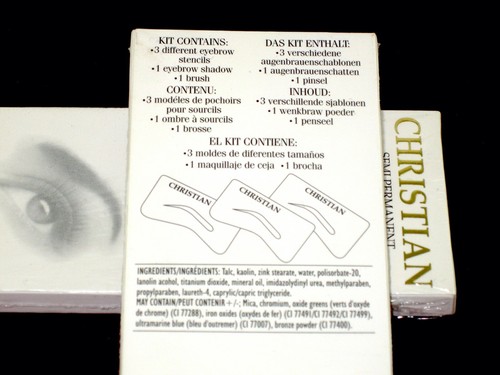 KIT CONTAINS:
•3 different eyebrow
stencils
•1 eyebrow shadow
•1 brush
CONTENU:
•3 modéles de pochoirs
pour sourcils
•1 ombre à sourcils
•1 brosse
DAS KIT ENTHALT:
•3 verschiedene
augenbrauenschablonen
•1 augenbrauenschatten
•1 pinsel
INHOUD:
•3 verschillende sjablonen
•1 wenkbraw poeder
•1 penseel
EL KIT CONTIENE:
•3 moldes de diferentes tamaños
•1 maquillaje de ceja •1 brocha
CHRISTIAN
CHRISTIAN
CHRISTIAN
INGREDIENTS/INGRÉDIENTS: Talc, kaolin, zink stearate, water, polisorbate-20,
lanolin alcohol, titanium dioxide, mineral oil, imidazolydinyl urea, methylparaben,
propylparaben, laureth-4, caprylic/capric triglyceride.
MAY CONTAIN/PEUT CONTENIR +/-: Mica, chromium, oxide greens (verts d'oxyde
de chrome) (CI 77288), iron oxides (oxydes de fer) (CI 77491/CI 77492/CI 77499),
ultramarine blue (bleu d'outremer) (CI 77007), bronze powder (CI 77400).
CHRISTIAN
SEMI-PERMANENT